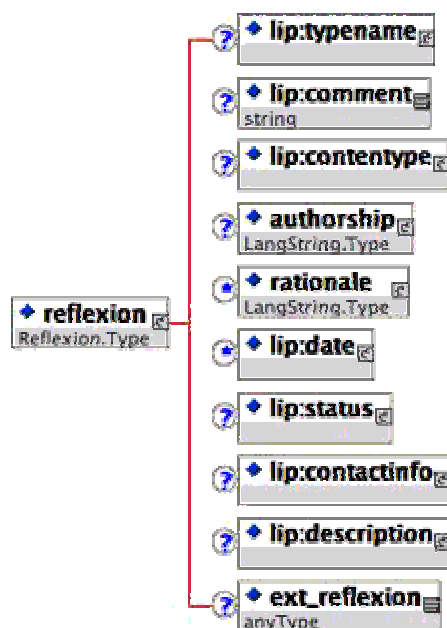 ? lip:typename
? lip:comment
string
? lip:contentype
? authorship
LangString.Type
* rationale
LangString.Type
reflexion
Reflexion.Type
* lip:date
? lip:status
? lip:contactinfo
? lip:description
? ext_reflexion
anyType